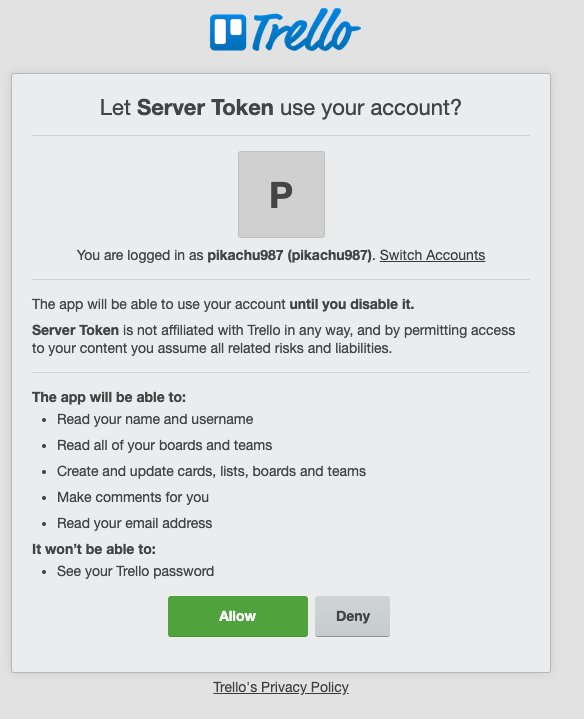 Trello
Let Server Token use your account?
P
You are logged in as pikachu987 (pikachu987). Switch Accounts
The app will be able to use your account until you disable it.
Server Token is not affiliated with Trello in any way, and by permitting access
to your content you assume all related risks and liabilities.
The app will be able to:
• Read your name and username
• Read all of your boards and teams
• Create and update cards, lists, boards and teams
• Make comments for you
• Read your email address
It won’t be able to:
• See your Trello password
Allow Deny
Trello's Privacy Policy